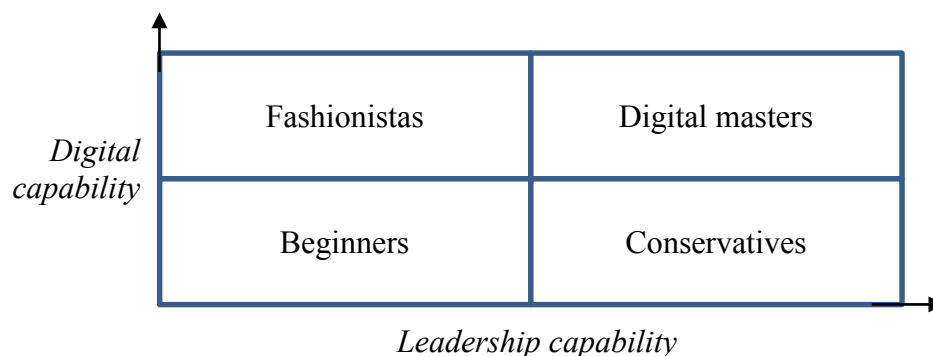 Fashionistas
Digital masters
Digital
capability
Beginners
Conservatives
Leadership capability